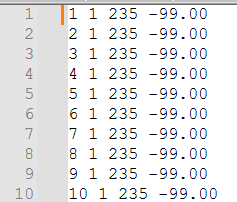 1 1 1 235 -99.00
2 2 1 235 -99.00
3 3 1 235 -99.00
4 4 1 235 -99.00
5 5 1 235 -99.00
6 6 1 235 -99.00
7 7 1 235 -99.00
8 8 1 235 -99.00
9 9 1 235 -99.00
10 10 1 235 -99.00